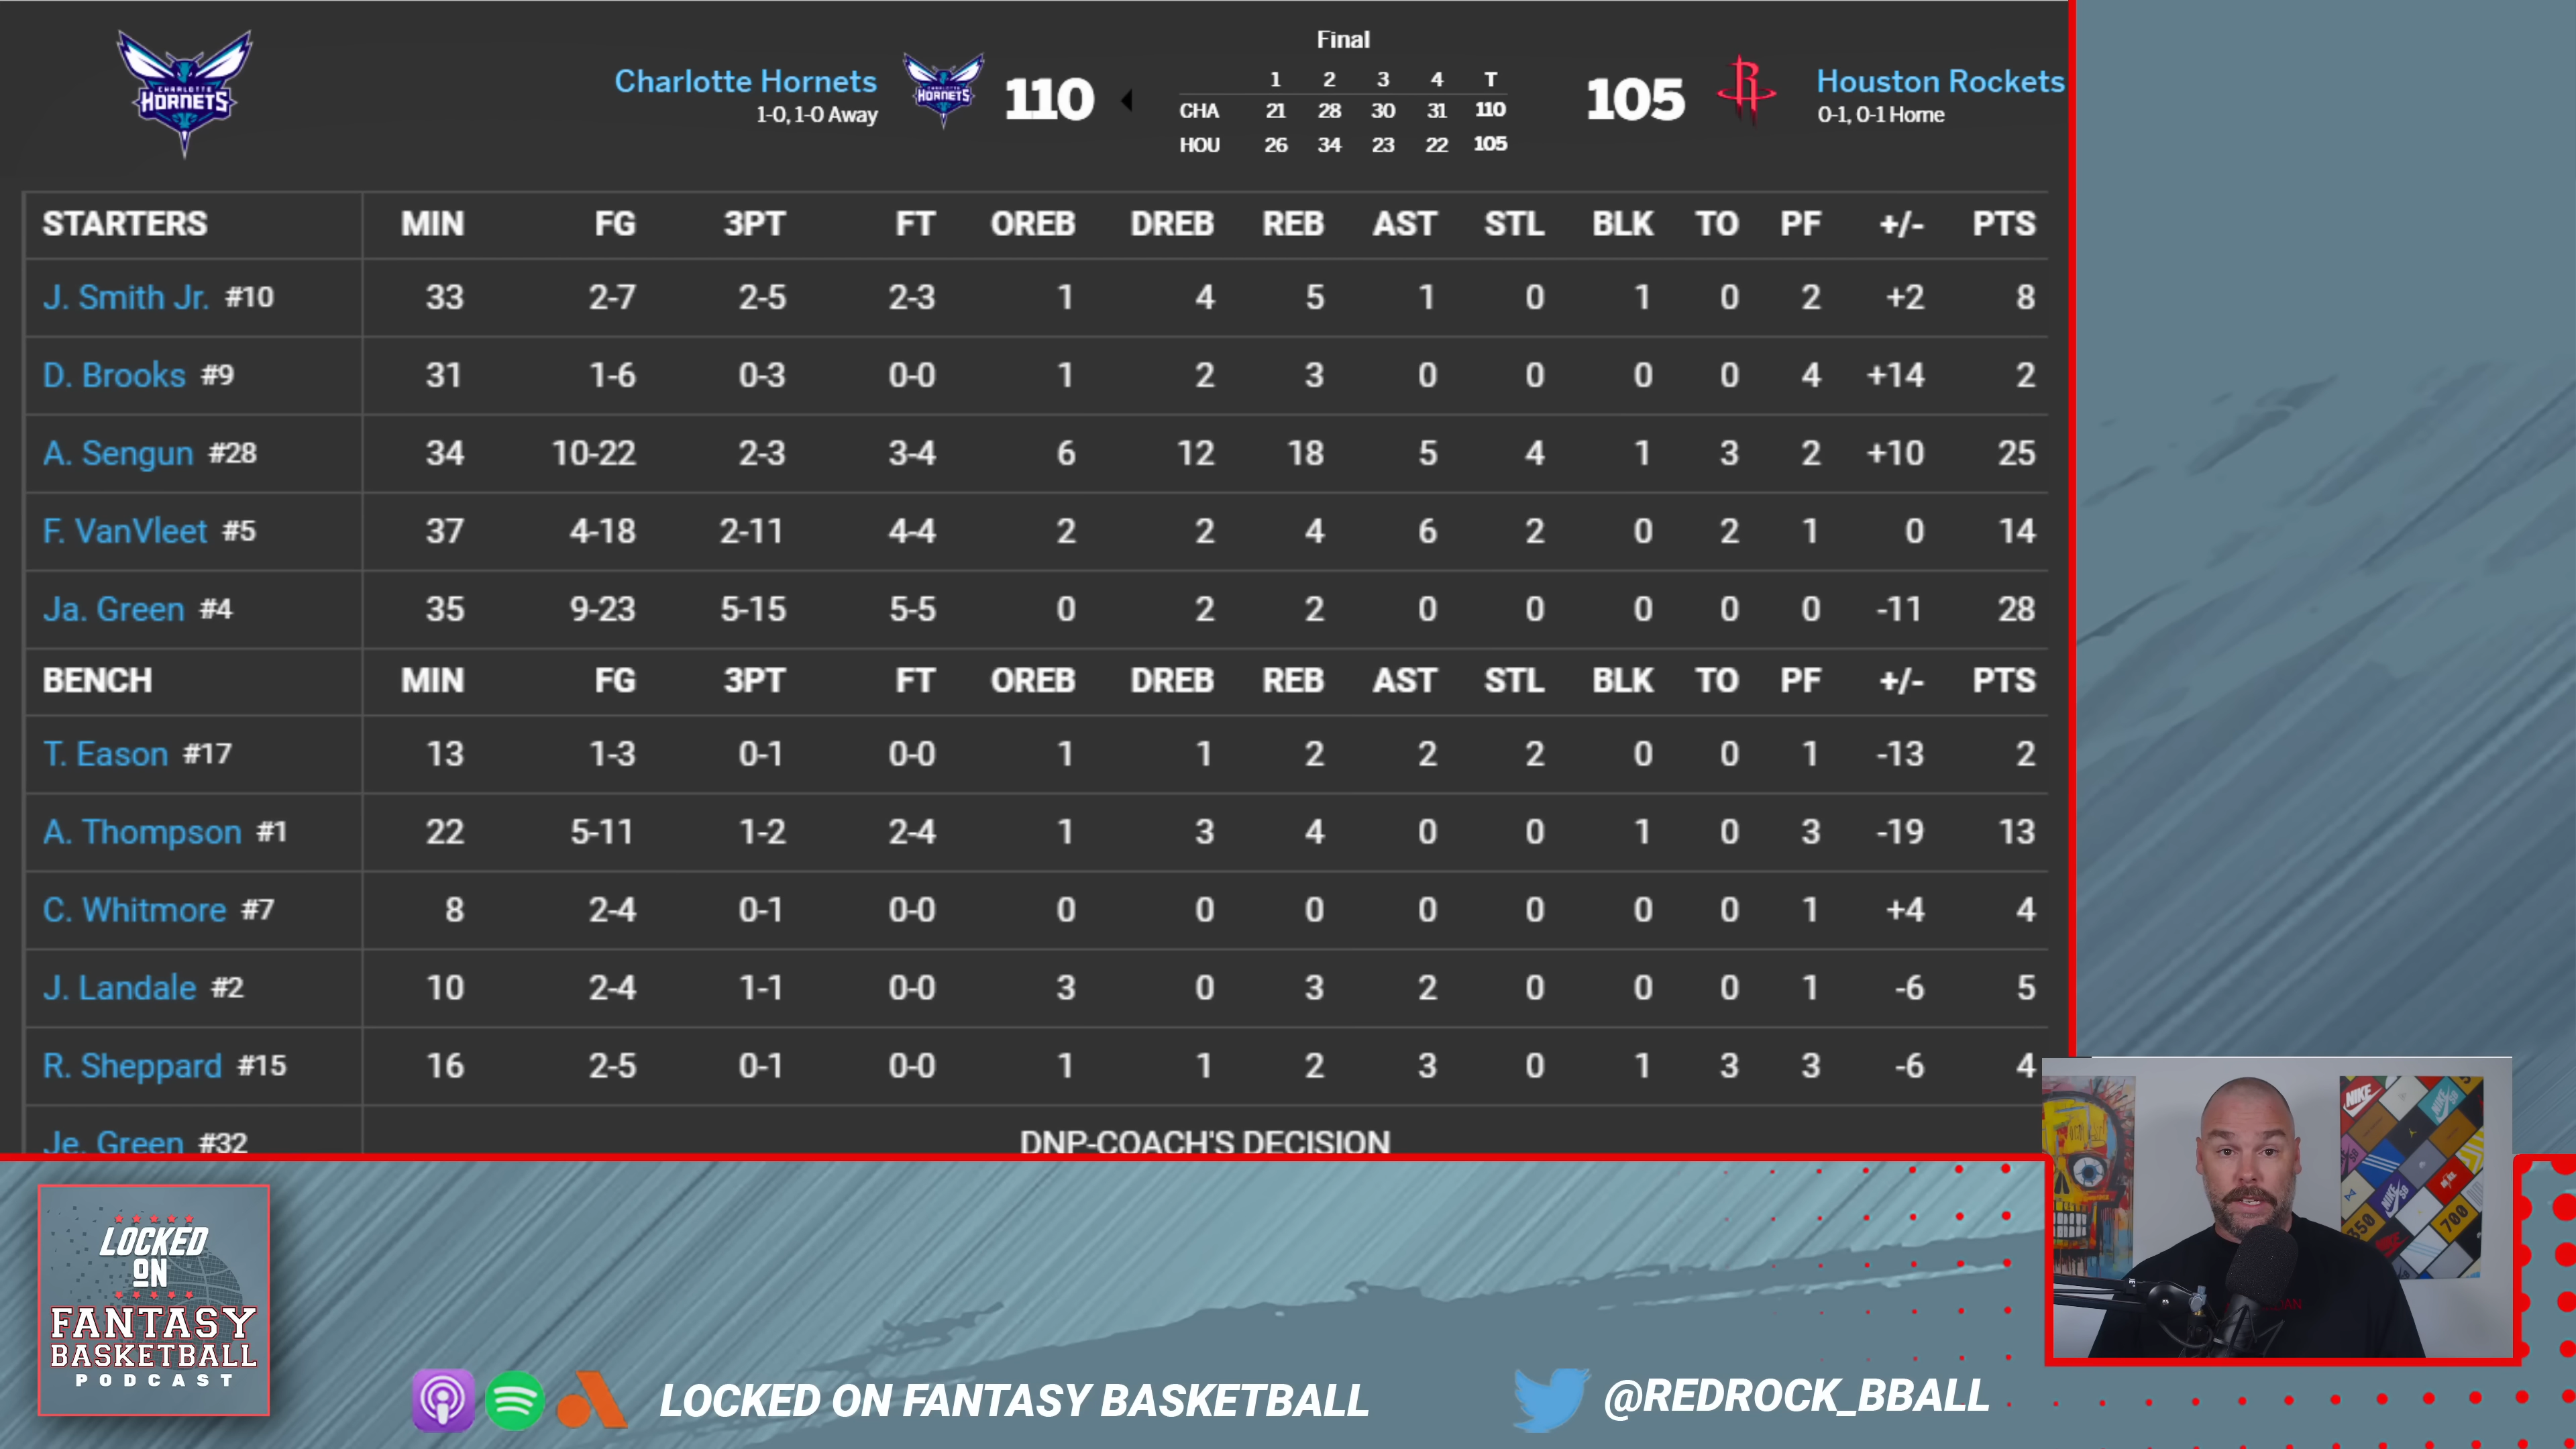 Final
CHARLOTTE
HORNETS
Charlotte Hornets
1-0, 1-0 Away
HORNETS
110
1 2 3 4 T
CHA 21 28 30 31 110
HOU 26 34 23 22 105
105
R
Houston Rockets
0-1, 0-1 Home
STARTERS MIN FG 3PT FT OREB DREB REB AST STL BLK TO PF +/- PTS
J. Smith Jr. #10 33 2-7 2-5 2-3 1 4 5 1 0 1 0 2 +2 8
D. Brooks #9 31 1-6 0-3 0-0 1 2 3 0 0 0 0 4 +14 2
A. Sengun #28 34 10-22 2-3 3-4 6 12 18 5 4 1 3 2 +10 25
F. VanVleet #5 37 4-18 2-11 4-4 2 2 4 6 2 0 2 1 0 14
Ja. Green #4 35 9-23 5-15 5-5 0 2 2 0 0 0 0 0 -11 28
BENCH MIN FG 3PT FT OREB DREB REB AST STL BLK TO PF +/- PTS
T. Eason #17 13 1-3 0-1 0-0 1 1 2 2 2 0 0 1 -13 2
A. Thompson #1 22 5-11 1-2 2-4 1 3 4 0 0 1 0 3 -19 13
C. Whitmore #7 8 2-4 0-1 0-0 0 0 0 0 0 0 0 1 +4 4
J. Landale #2 10 2-4 1-1 0-0 3 0 3 2 0 0 0 1 -6 5
R. Sheppard #15 16 2-5 0-1 0-0 1 1 2 3 0 1 3 3 -6 4
Je. Green #32 DNP-COACH'S DECISION
NIKE
NIKE SB
350
700
LOCKED
ON
FANTASY
BASKETBALL
PODCAST
LOCKED ON FANTASY BASKETBALL
@REDROCK_BBALL